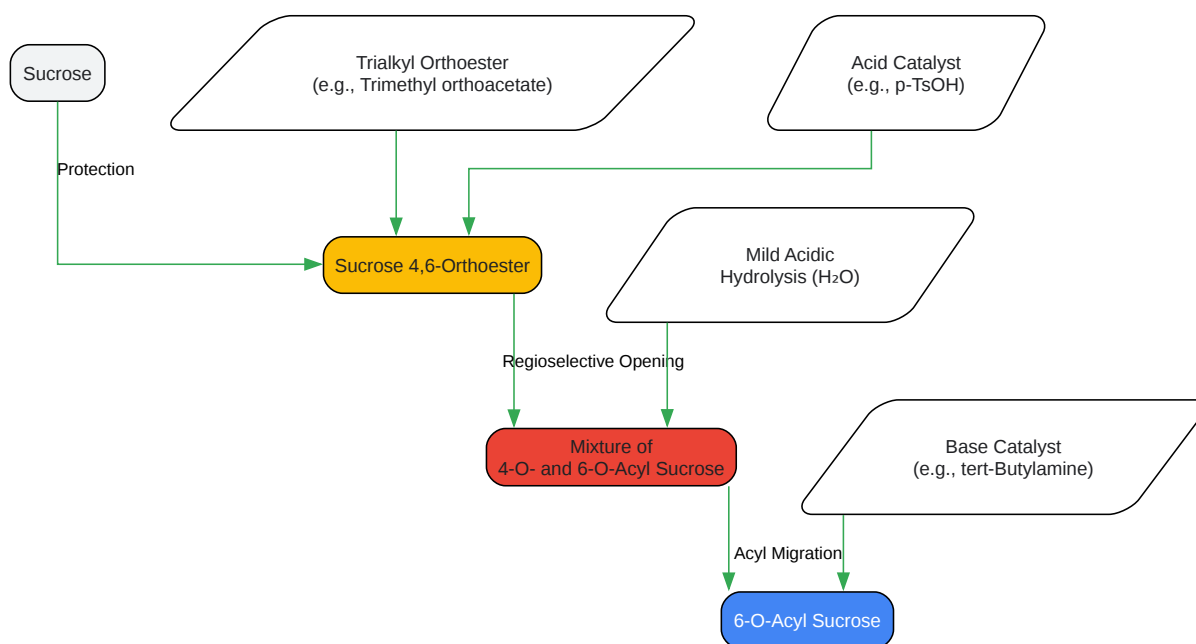 Sucrose
Trialkyl Orthoester
(e.g., Trimethyl orthoacetate)
Acid Catalyst
(e.g., p-TsOH)
Protection
Sucrose 4,6-Orthoester
Mild Acidic
Hydrolysis (H₂O)
Regioselective Opening
Mixture of
4-O- and 6-O-Acyl Sucrose
Base Catalyst
(e.g., tert-Butylamine)
Acyl Migration
6-O-Acyl Sucrose